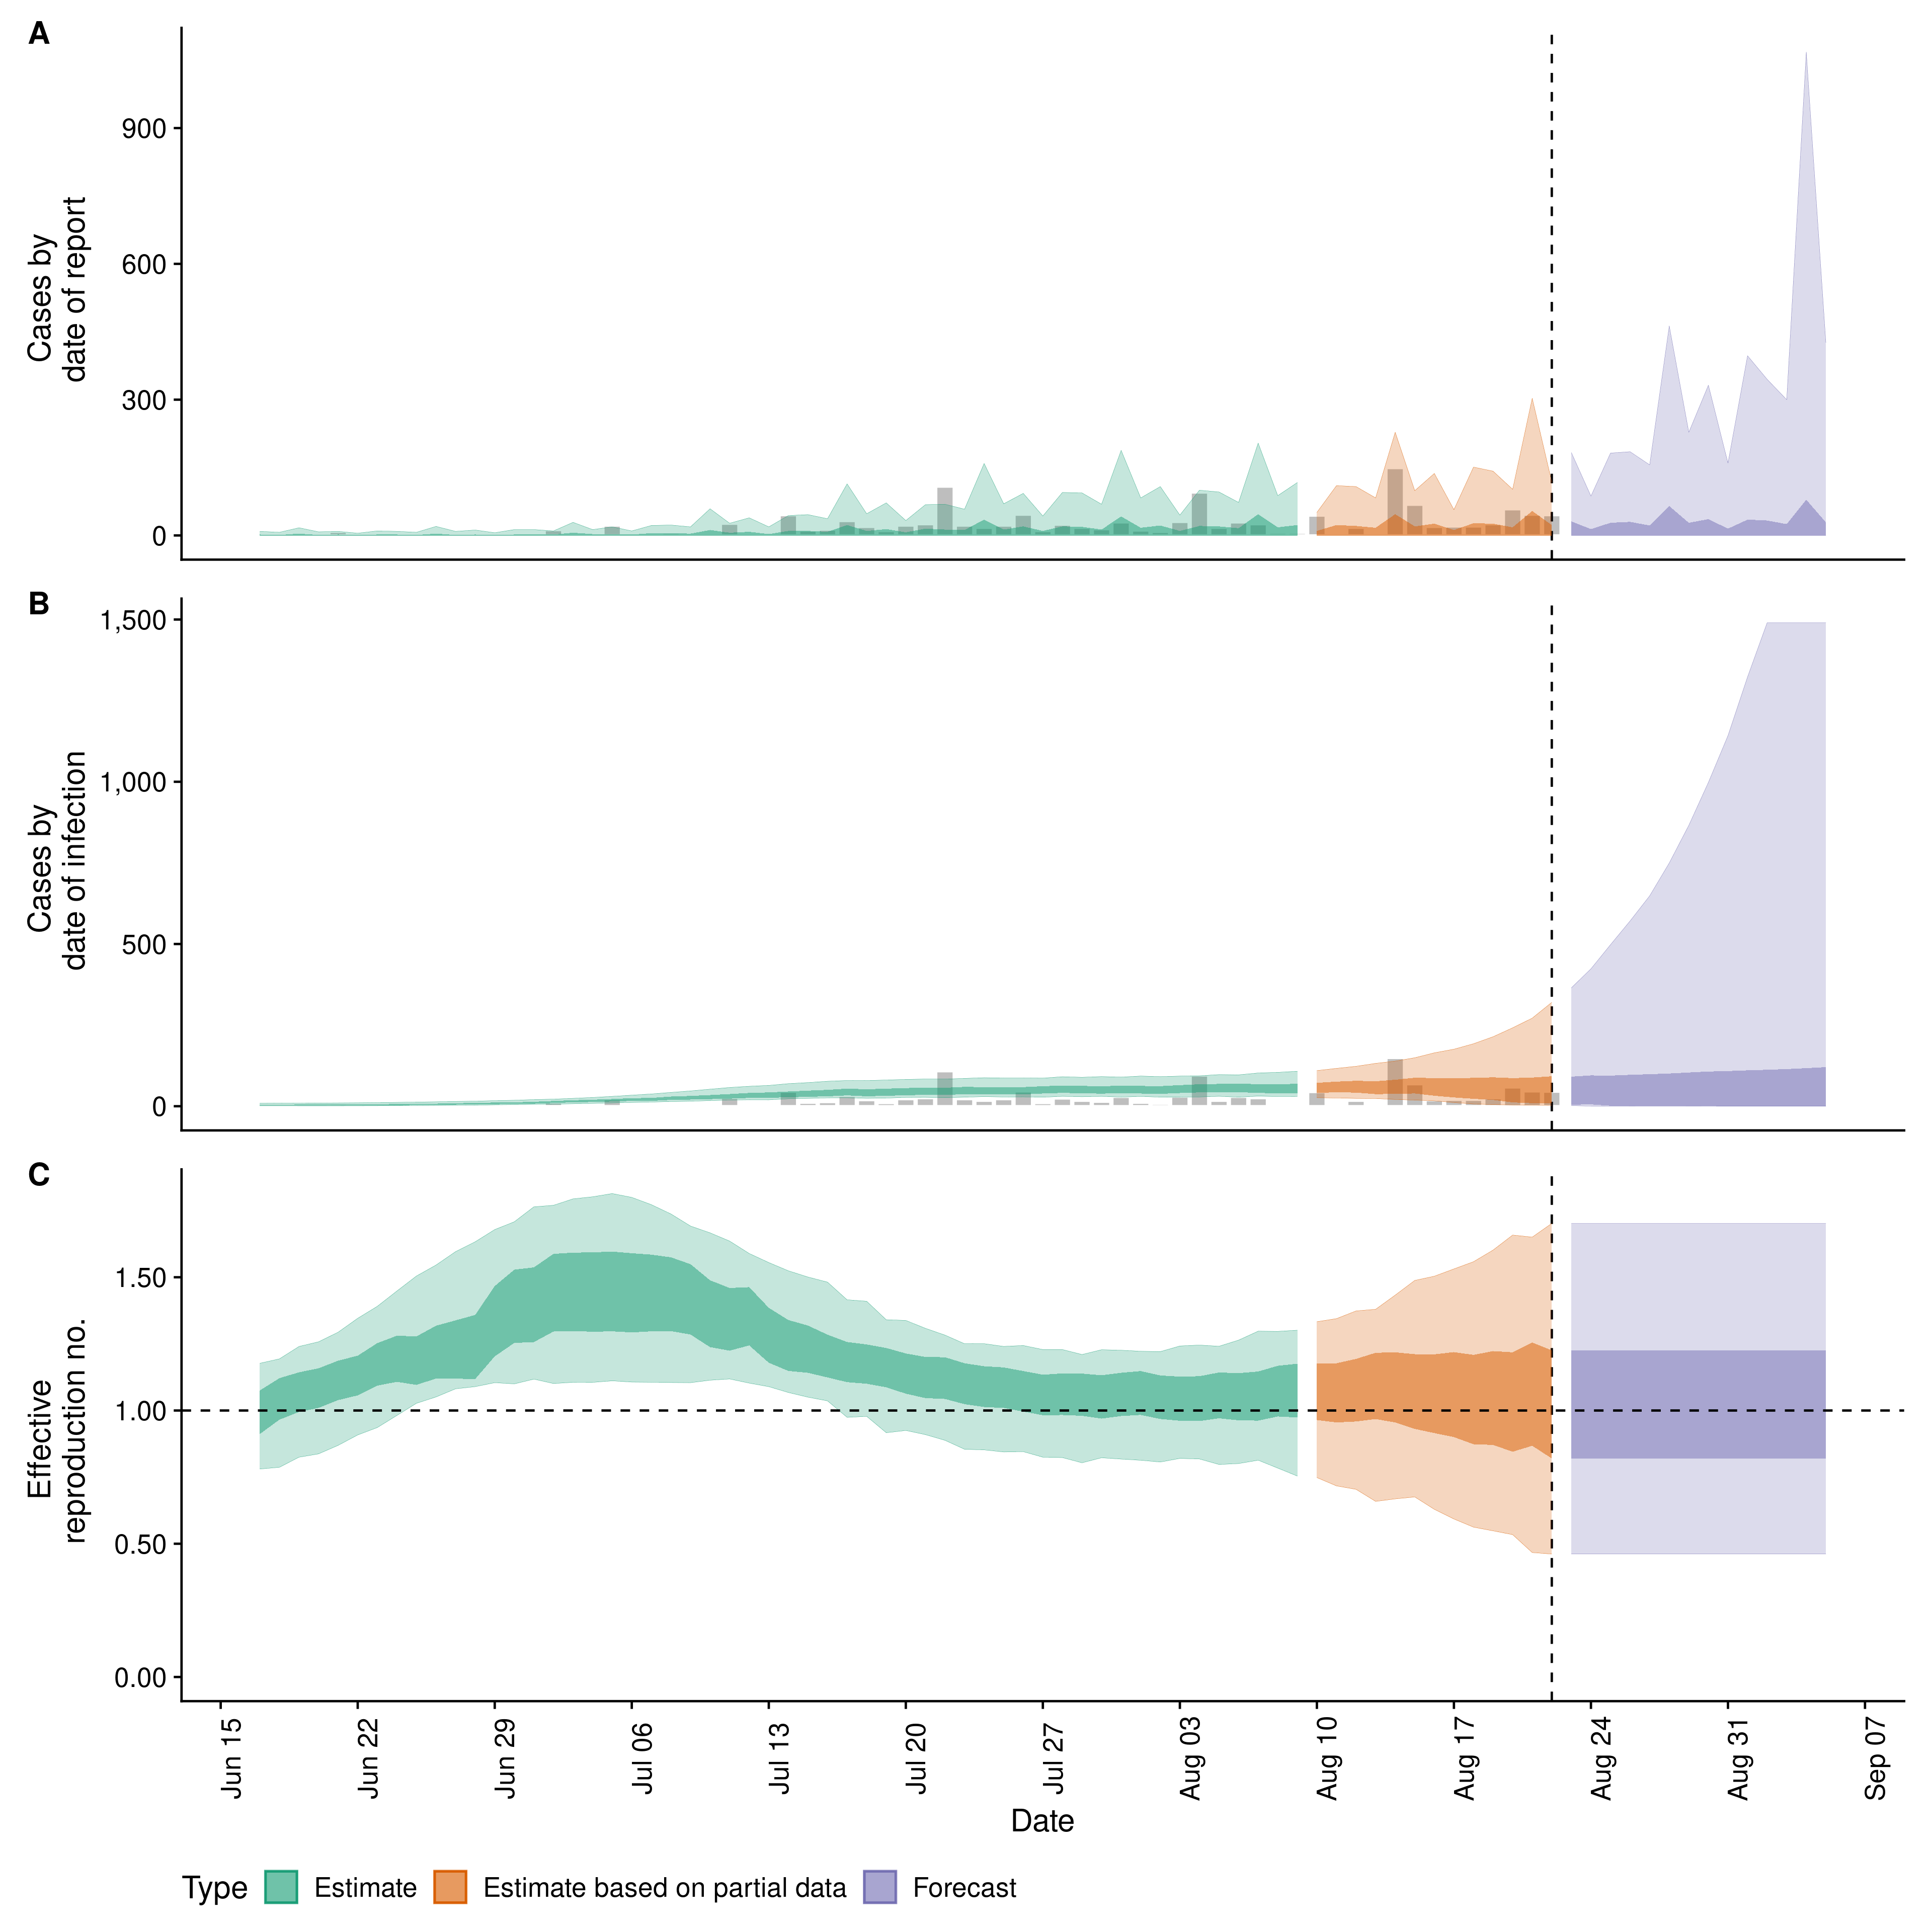 A
900
600
300
0
Cases by
date of report
B
1,500
1,000
500
0
Cases by
date of infection
C
1.50
1.00
0.50
0.00
Effective
reproduction no.
Jun 15
Jun 22
Jun 29
Jul 06
Jul 13
Jul 20
Jul 27
Aug 03
Aug 10
Aug 17
Aug 24
Aug 31
Sep 07
Date
Type Estimate Estimate based on partial data Forecast